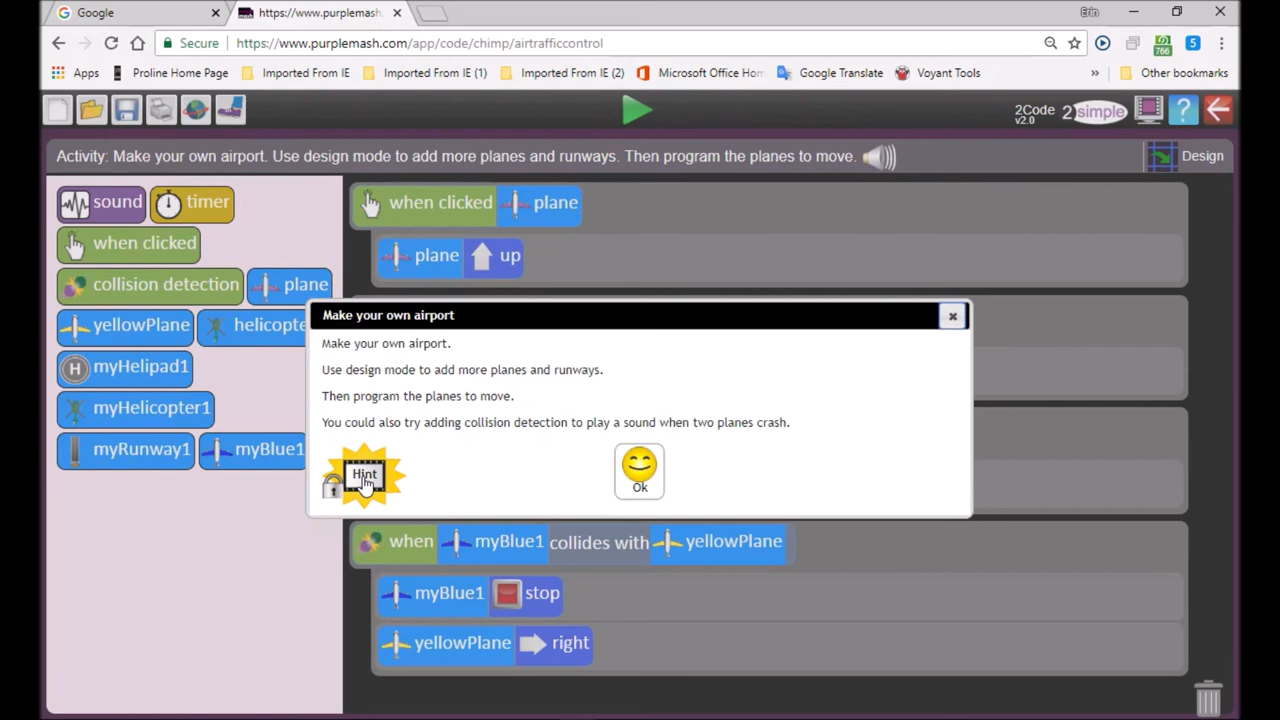 Google
https://www.purplemash.com
Erin
Secure https://www.purplemash.com/app/code/chimp/airtrafficcontrol
766 5
Apps Proline Home Page Imported From IE Imported From IE (1) Imported From IE (2) Microsoft Office Hom Google Translate Voyant Tools » Other bookmarks
2Code v2.0 2simple ?
Activity: Make your own airport. Use design mode to add more planes and runways. Then program the planes to move. Design
sound timer
when clicked
collision detection plane
yellowPlane helicopte
H myHelipad1
myHelicopter1
myRunway1 myBlue1
when clicked plane
plane up
Make your own airport
Make your own airport.
Use design mode to add more planes and runways.
Then program the planes to move.
You could also try adding collision detection to play a sound when two planes crash.
Hint
Ok
when myBlue1 collides with yellowPlane
myBlue1 stop
yellowPlane right